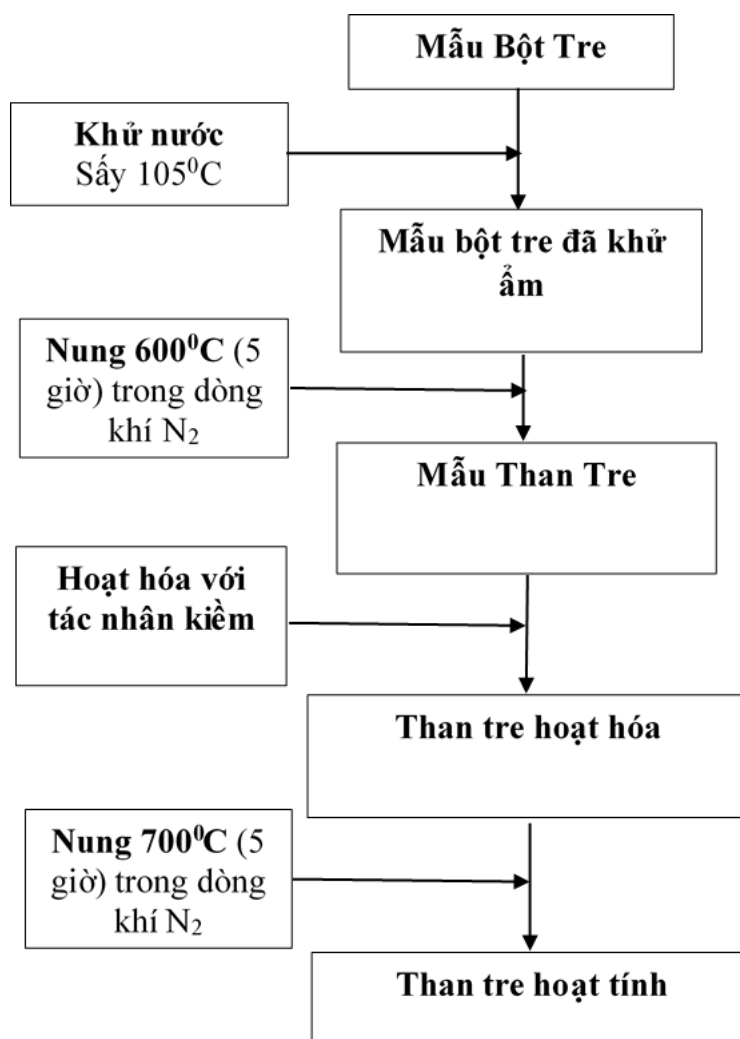 Mẫu Bột Tre
Khử nước
Sấy 105⁰C
Mẫu bột tre đã khử
ẩm
Nung 600⁰C (5
giờ) trong dòng
khí N₂
Mẫu Than Tre
Hoạt hóa với
tác nhân kiềm
Than tre hoạt hóa
Nung 700⁰C (5
giờ) trong dòng
khí N₂
Than tre hoạt tính